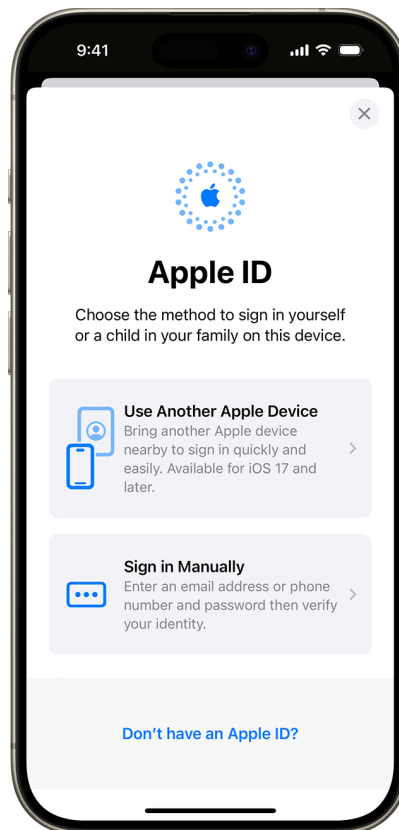 9:41
Apple ID
Choose the method to sign in yourself
or a child in your family on this device.
Use Another Apple Device
Bring another Apple device
nearby to sign in quickly and
easily. Available for iOS 17 and
later.
Sign in Manually
Enter an email address or phone
number and password then verify
your identity.
Don’t have an Apple ID?